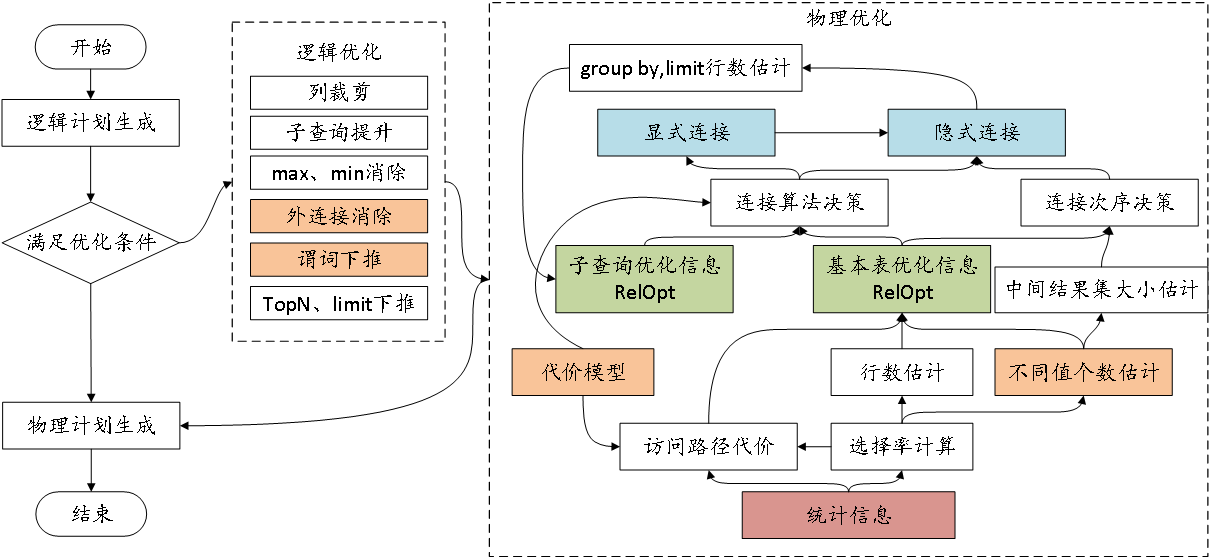 开始
逻辑计划生成
满足优化条件
物理计划生成
结束
逻辑优化
列裁剪
子查询提升
max、min消除
外连接消除
谓词下推
TopN、limit下推
物理优化
group by,limit行数估计
显式连接
隐式连接
连接算法决策
连接次序决策
子查询优化信息
RelOpt
基本表优化信息
RelOpt
中间结果集大小估计
代价模型
行数估计
不同值个数估计
访问路径代价
选择率计算
统计信息